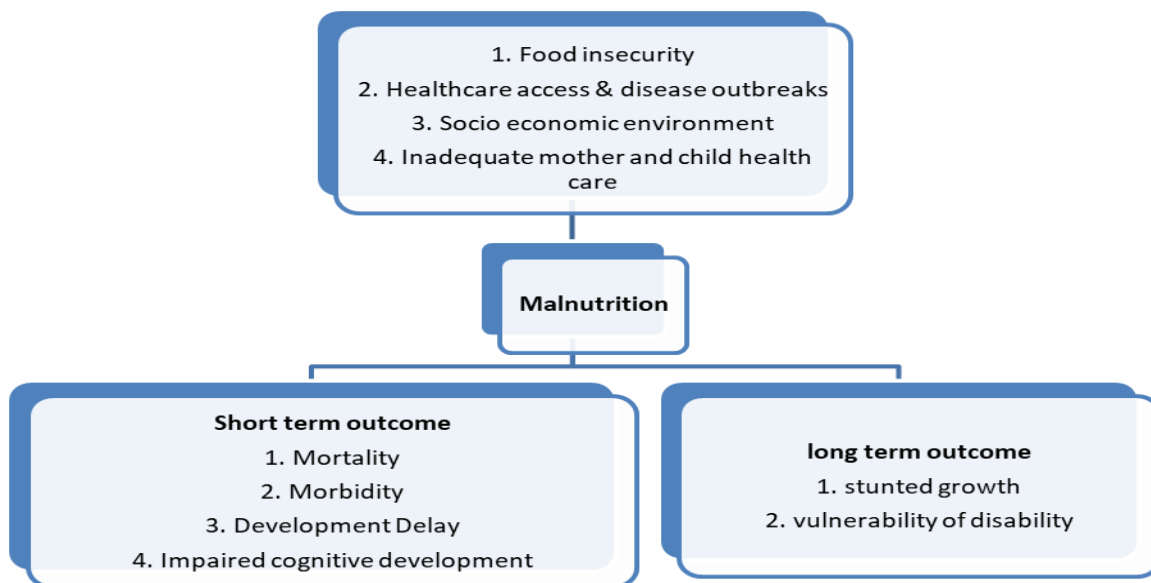 1. Food insecurity
2. Healthcare access & disease outbreaks
3. Socio economic environment
4. Inadequate mother and child health
care
Malnutrition
Short term outcome
1. Mortality
2. Morbidity
3. Development Delay
4. Impaired cognitive development
long term outcome
1. stunted growth
2. vulnerability of disability